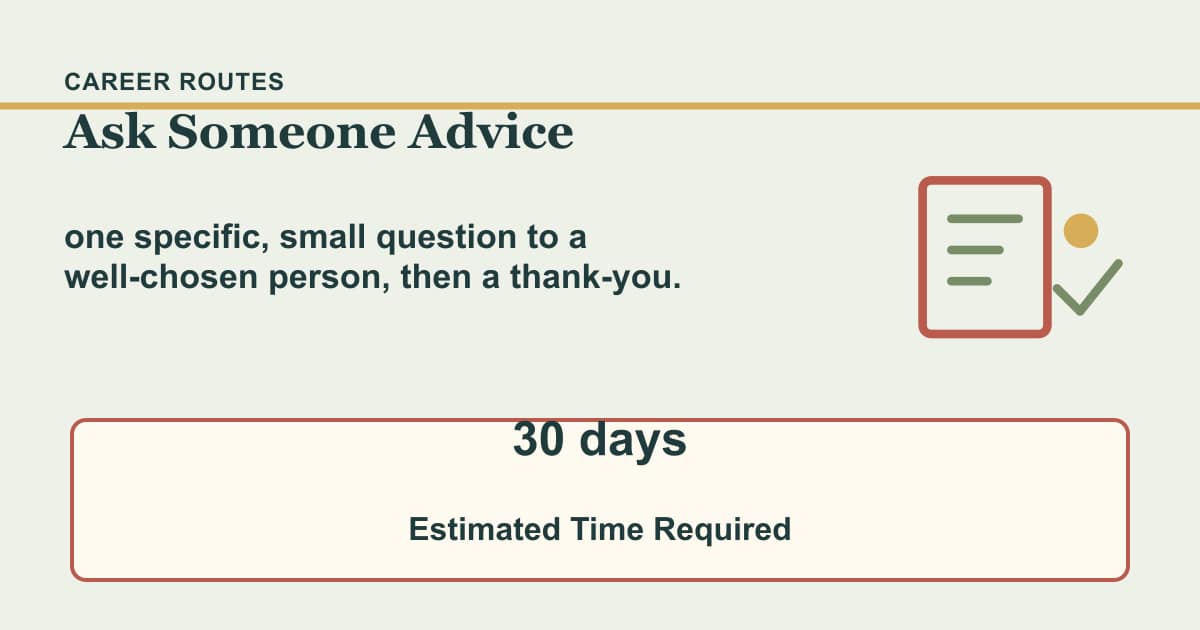 CAREER ROUTES
Ask Someone Advice
one specific, small question to a
well-chosen person, then a thank-you.
30 days
Estimated Time Required